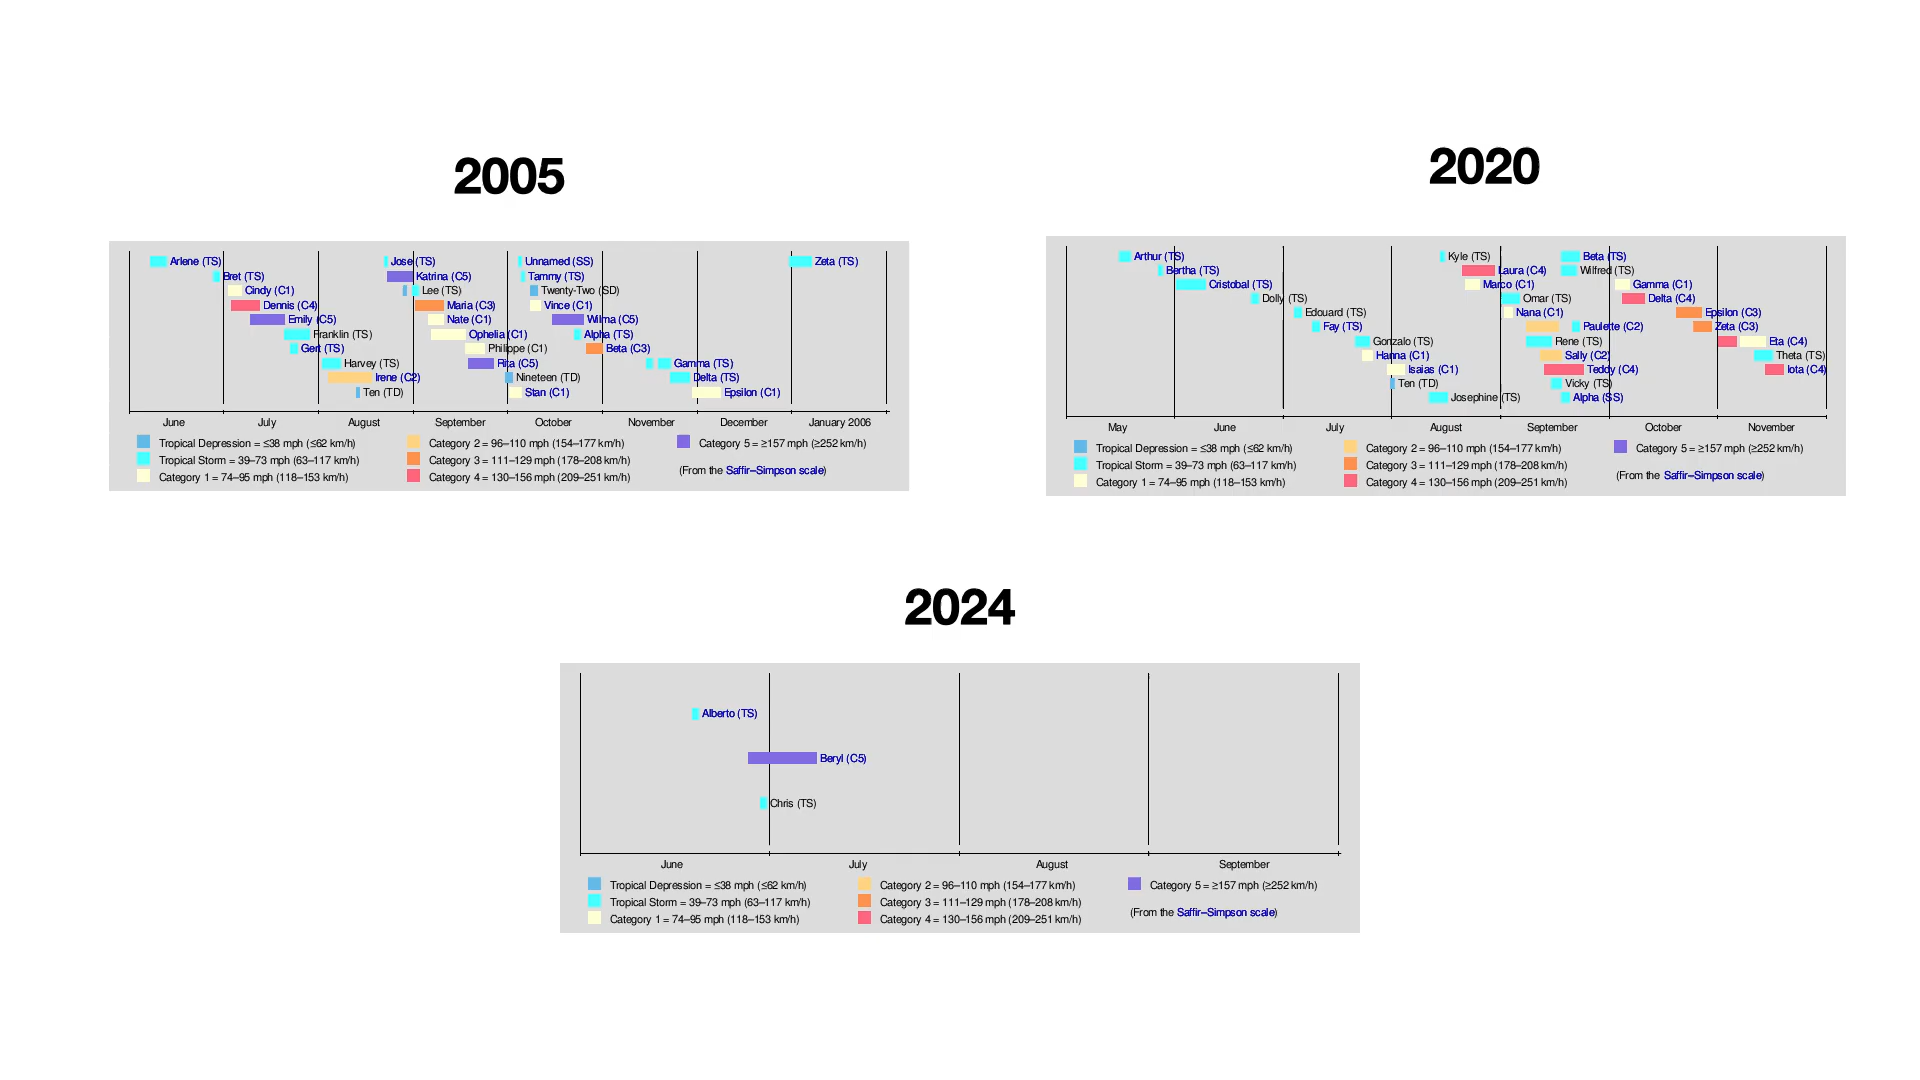 2005
2020
Arlene (TS)
Jose (TS)
Unnamed (SS)
Zeta (TS)
Bret (TS)
Katrina (C5)
Tammy (TS)
Cindy (C1)
Lee (TS)
Twenty-Two (SD)
Dennis (C4)
Maria (C3)
Vince (C1)
Emily (C5)
Nate (C1)
Wilma (C5)
Franklin (TS)
Ophelia (C1)
Alpha (TS)
Gert (TS)
Philippe (C1)
Beta (C3)
Harvey (TS)
Rita (C5)
Gamma (TS)
Irene (C2)
Nineteen (TD)
Delta (TS)
Ten (TD)
Stan (C1)
Epsilon (C1)
June July August September October November December January 2006
Tropical Depression = ≤38 mph (≤62 km/h)
Tropical Storm = 39–73 mph (63–117 km/h)
Category 1 = 74–95 mph (118–153 km/h)
Category 2 = 96–110 mph (154–177 km/h)
Category 3 = 111–129 mph (178–208 km/h)
Category 4 = 130–156 mph (209–251 km/h)
Category 5 = ≥157 mph (≥252 km/h)
(From the Saffir–Simpson scale)
Arthur (TS)
Kyle (TS)
Beta (TS)
Bertha (TS)
Laura (C4)
Wilfred (TS)
Cristobal (TS)
Marco (C1)
Gamma (C1)
Dolly (TS)
Omar (TS)
Delta (C4)
Edouard (TS)
Nana (C1)
Epsilon (C3)
Fay (TS)
Paulette (C2)
Zeta (C3)
Gonzalo (TS)
Rene (TS)
Eta (C4)
Hanna (C1)
Sally (C2)
Theta (TS)
Isaias (C1)
Teddy (C4)
Iota (C4)
Ten (TD)
Vicky (TS)
Josephine (TS)
Alpha (SS)
May June July August September October November
Tropical Depression = ≤38 mph (≤62 km/h)
Tropical Storm = 39–73 mph (63–117 km/h)
Category 1 = 74–95 mph (118–153 km/h)
Category 2 = 96–110 mph (154–177 km/h)
Category 3 = 111–129 mph (178–208 km/h)
Category 4 = 130–156 mph (209–251 km/h)
Category 5 = ≥157 mph (≥252 km/h)
(From the Saffir–Simpson scale)
2024
Alberto (TS)
Beryl (C5)
Chris (TS)
June July August September
Tropical Depression = ≤38 mph (≤62 km/h)
Tropical Storm = 39–73 mph (63–117 km/h)
Category 1 = 74–95 mph (118–153 km/h)
Category 2 = 96–110 mph (154–177 km/h)
Category 3 = 111–129 mph (178–208 km/h)
Category 4 = 130–156 mph (209–251 km/h)
Category 5 = ≥157 mph (≥252 km/h)
(From the Saffir–Simpson scale)